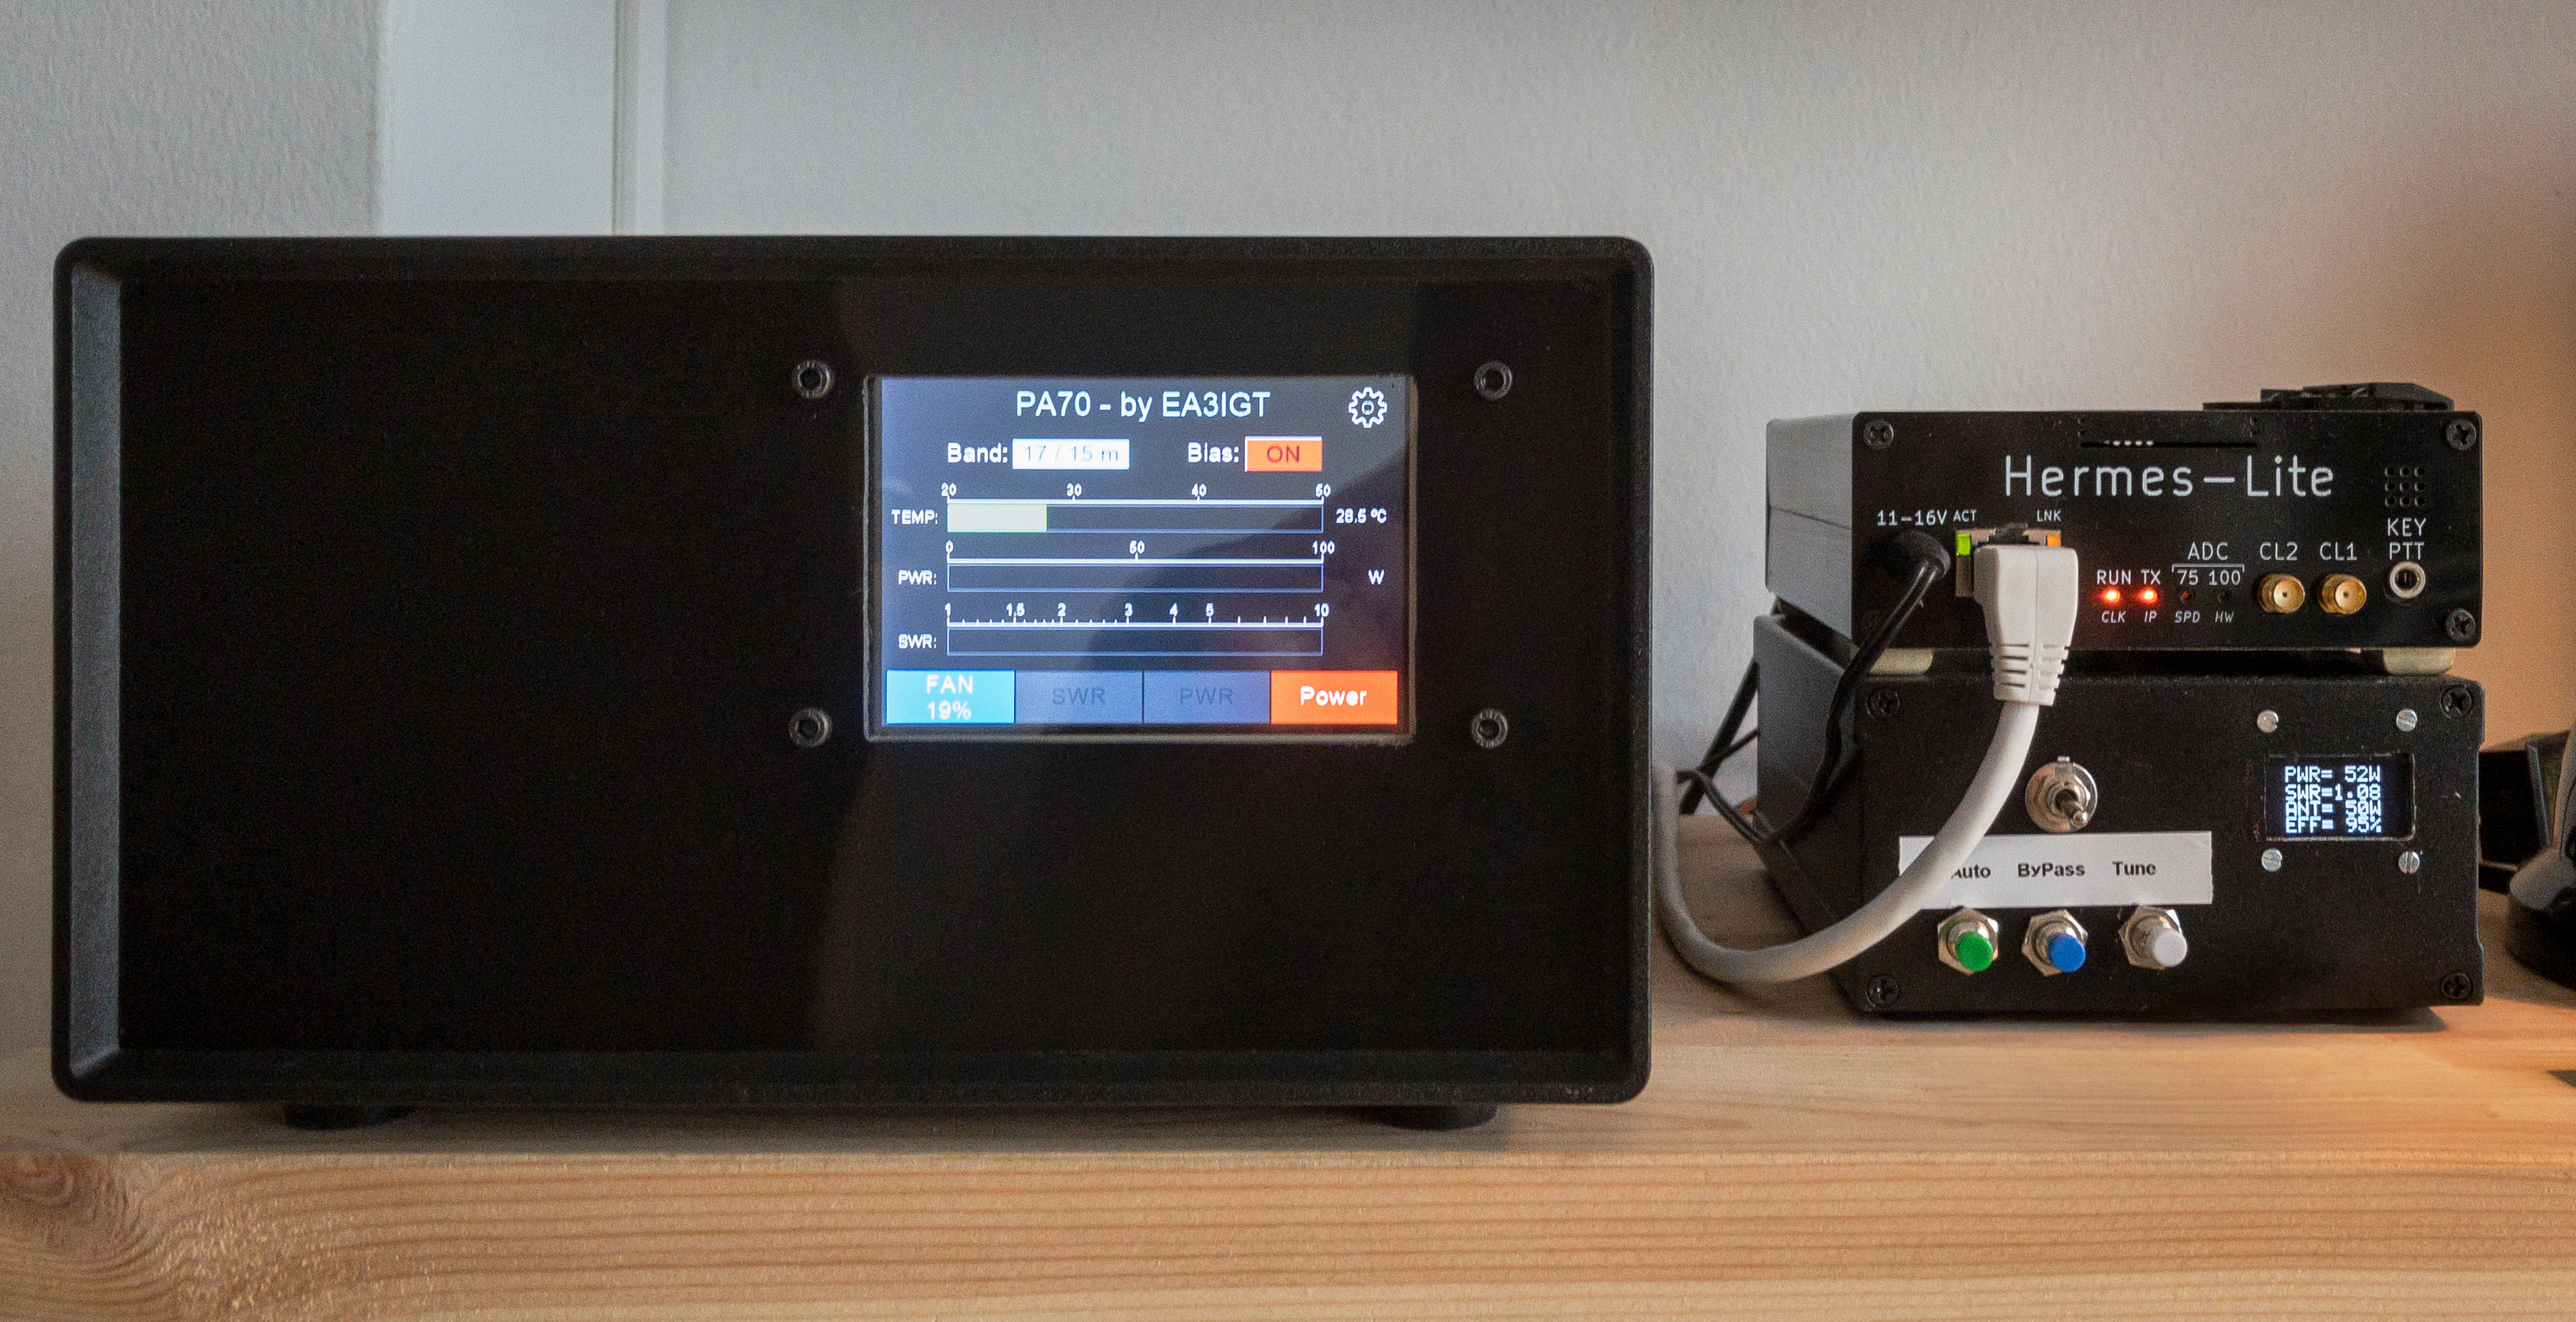 PA70 - by EA3IGT
Band: 17 / 15 m Bias: ON
20 30 40 50
TEMP: 28.5 ºC
0 50 100
PWR: W
1 1,5 2 3 4 5 10
SWR:
FAN SWR PWR Power
19%
Hermes-Lite
11-16V ACT LNK
KEY
PTT
ADC CL2 CL1
RUN TX 75 100
CLK IP SPD HW
PWR= 52W
SWR=1.08
ANT= 50W
EFF= 95%
Auto ByPass Tune